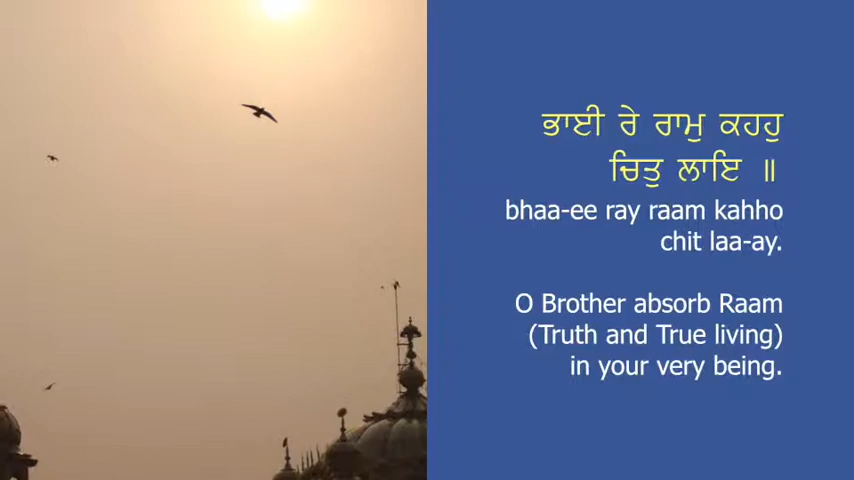 ਭਾਈ ਰੇ ਰਾਮੁ ਕਹਹੁ
ਚਿਤੁ ਲਾਇ ॥
bhaa-ee ray raam kahho
chit laa-ay.
O Brother absorb Raam
(Truth and True living)
in your very being.